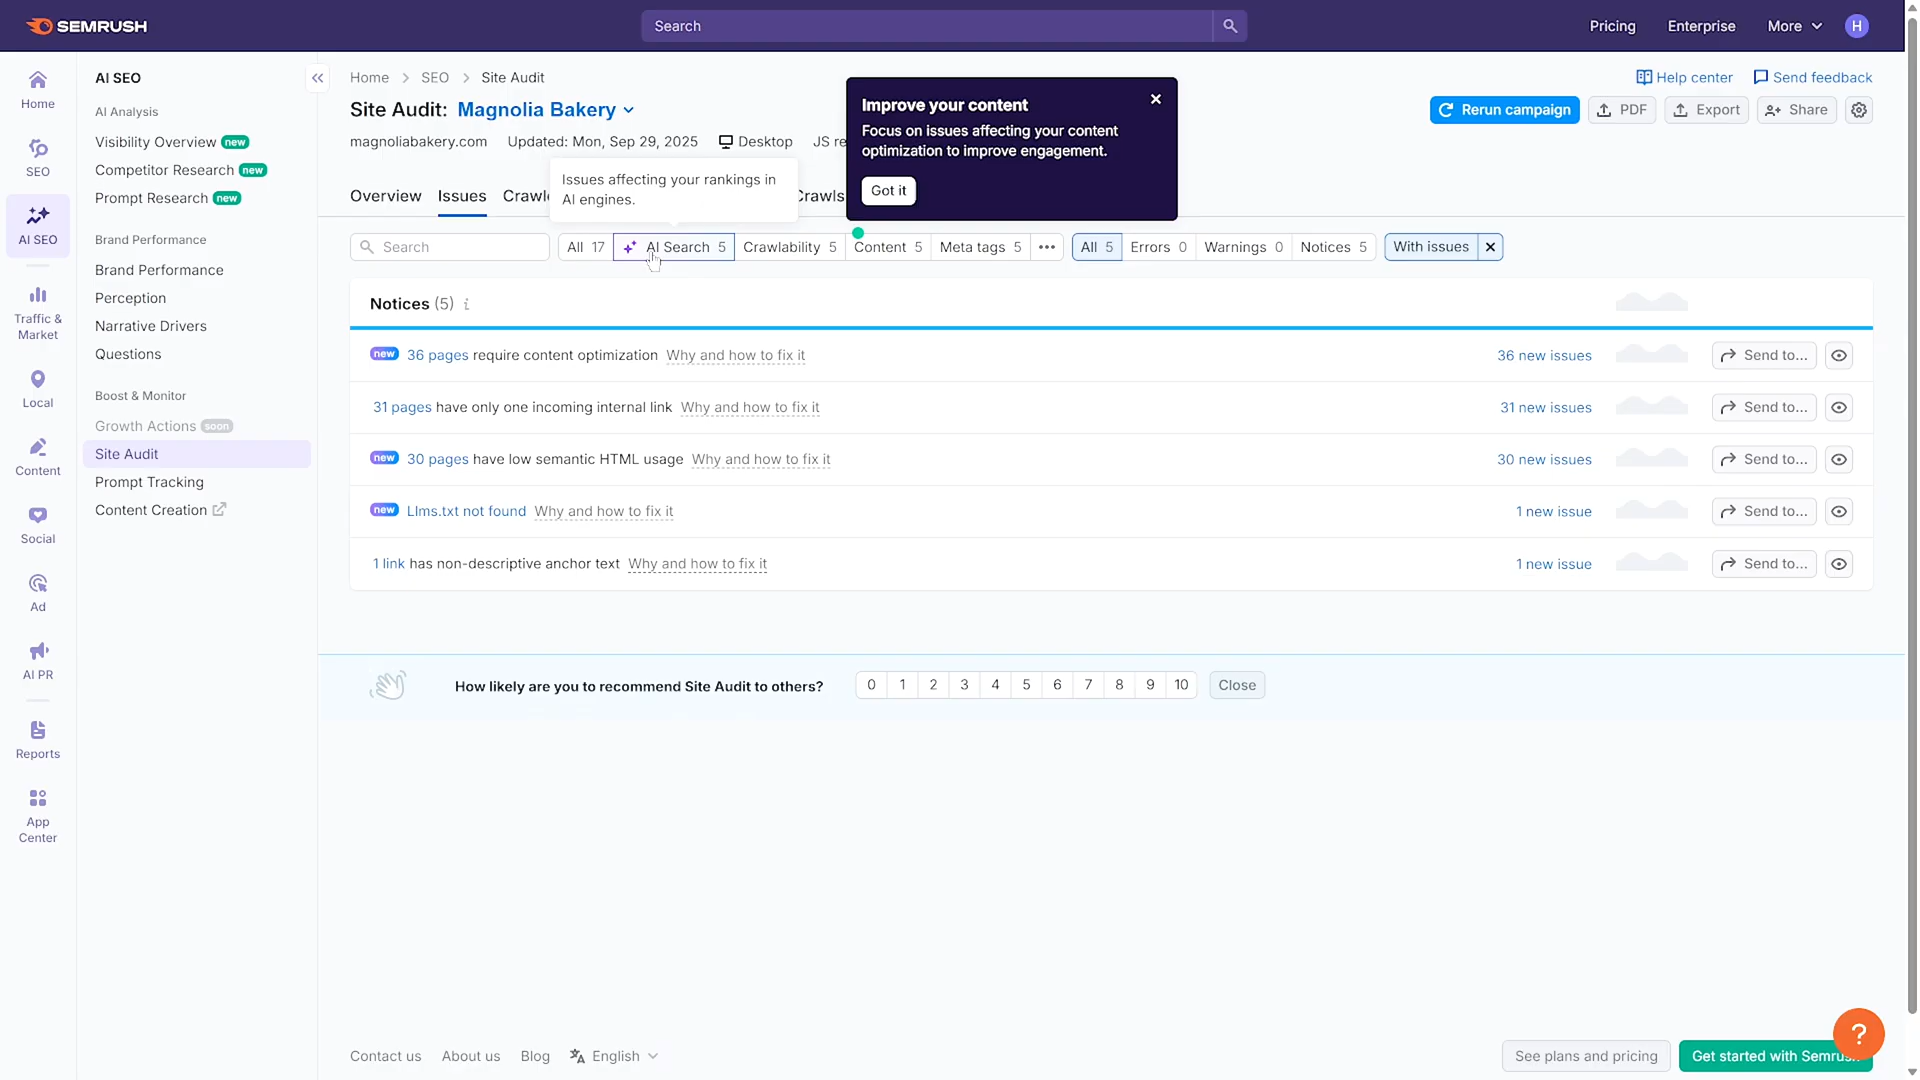 SEMRUSH
Search
Pricing
Enterprise
More
H
Home
SEO
AI SEO
Traffic &
Market
Local
Content
Social
Ad
AI PR
Reports
App
Center
AI SEO
AI Analysis
Visibility Overview new
Competitor Research new
Prompt Research new
Brand Performance
Brand Performance
Perception
Narrative Drivers
Questions
Boost & Monitor
Growth Actions soon
Site Audit
Prompt Tracking
Content Creation
Home > SEO > Site Audit
Help center
Send feedback
Site Audit: Magnolia Bakery
Rerun campaign
PDF
Export
Share
magnoliabakery.com
Updated: Mon, Sep 29, 2025
Desktop
JS re
Improve your content
Focus on issues affecting your content
optimization to improve engagement.
Got it
Issues affecting your rankings in
AI engines.
Overview
Issues
Crawle
Crawls
Search
All 17
AI Search 5
Crawlability 5
Content 5
Meta tags 5
All 5
Errors 0
Warnings 0
Notices 5
With issues
Notices (5) i
new 36 pages require content optimization Why and how to fix it 36 new issues Send to...
31 pages have only one incoming internal link Why and how to fix it 31 new issues Send to...
new 30 pages have low semantic HTML usage Why and how to fix it 30 new issues Send to...
new Llms.txt not found Why and how to fix it 1 new issue Send to...
1 link has non-descriptive anchor text Why and how to fix it 1 new issue Send to...
How likely are you to recommend Site Audit to others? 0 1 2 3 4 5 6 7 8 9 10 Close
Contact us
About us
Blog
English
See plans and pricing
Get started with Semrush
?